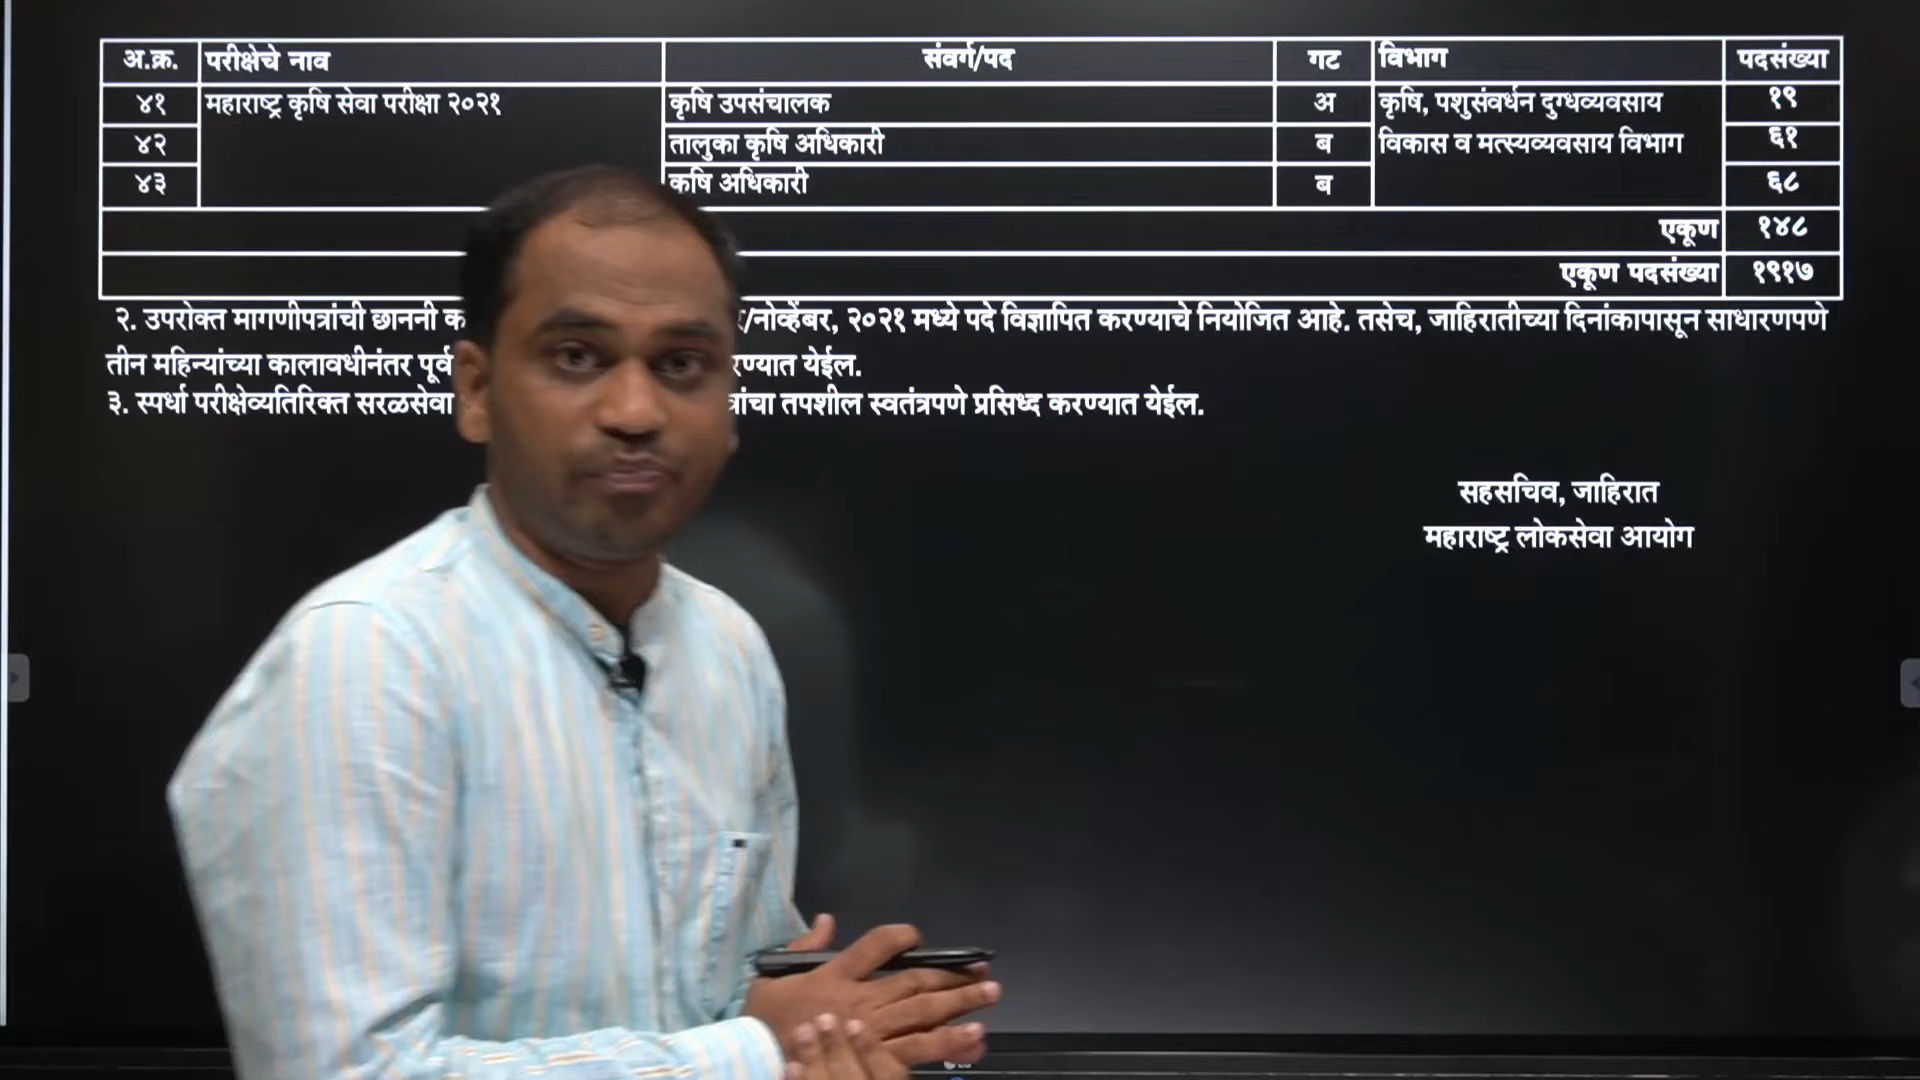 अ.क्र. परीक्षेचे नाव संवर्ग/पद गट विभाग पदसंख्या
४१ महाराष्ट्र कृषि सेवा परीक्षा २०२१ कृषि उपसंचालक अ कृषि, पशुसंवर्धन दुग्धव्यवसाय १९
४२ तालुका कृषि अधिकारी ब विकास व मत्स्यव्यवसाय विभाग ६१
४३ कृषि अधिकारी ब ६८
एकूण १४८
एकूण पदसंख्या १९१७
२. उपरोक्त मागणीपत्रांची छाननी /नोव्हेंबर, २०२१ मध्ये पदे विज्ञापित करण्याचे नियोजित आहे. तसेच, जाहिरातीच्या दिनांकापासून साधारणपणे
तीन महिन्यांच्या कालावधीनंतर येईल.
३. स्पर्धा परीक्षेव्यतिरिक्त सरळसेवा तपशील स्वतंत्रपणे प्रसिध्द करण्यात येईल.
सहसचिव, जाहिरात
महाराष्ट्र लोकसेवा आयोग